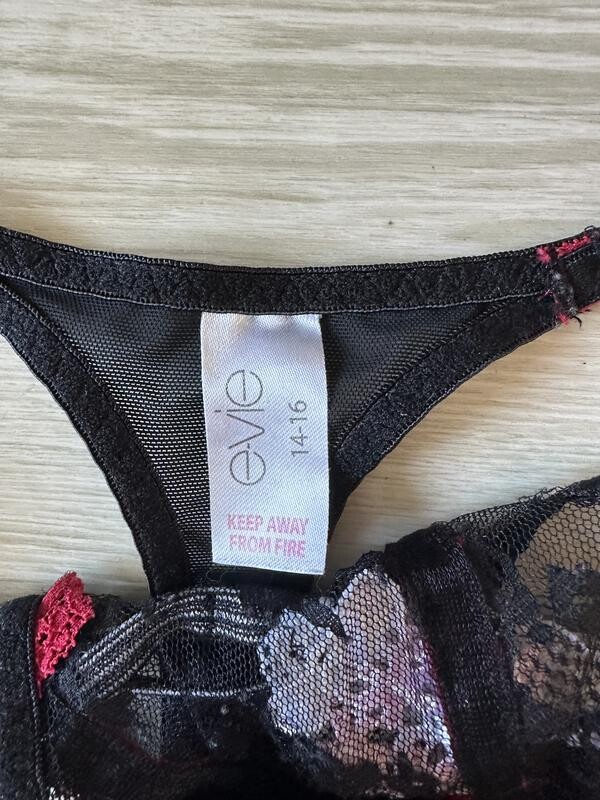 e-vie
14-16
KEEP AWAY
FROM FIRE